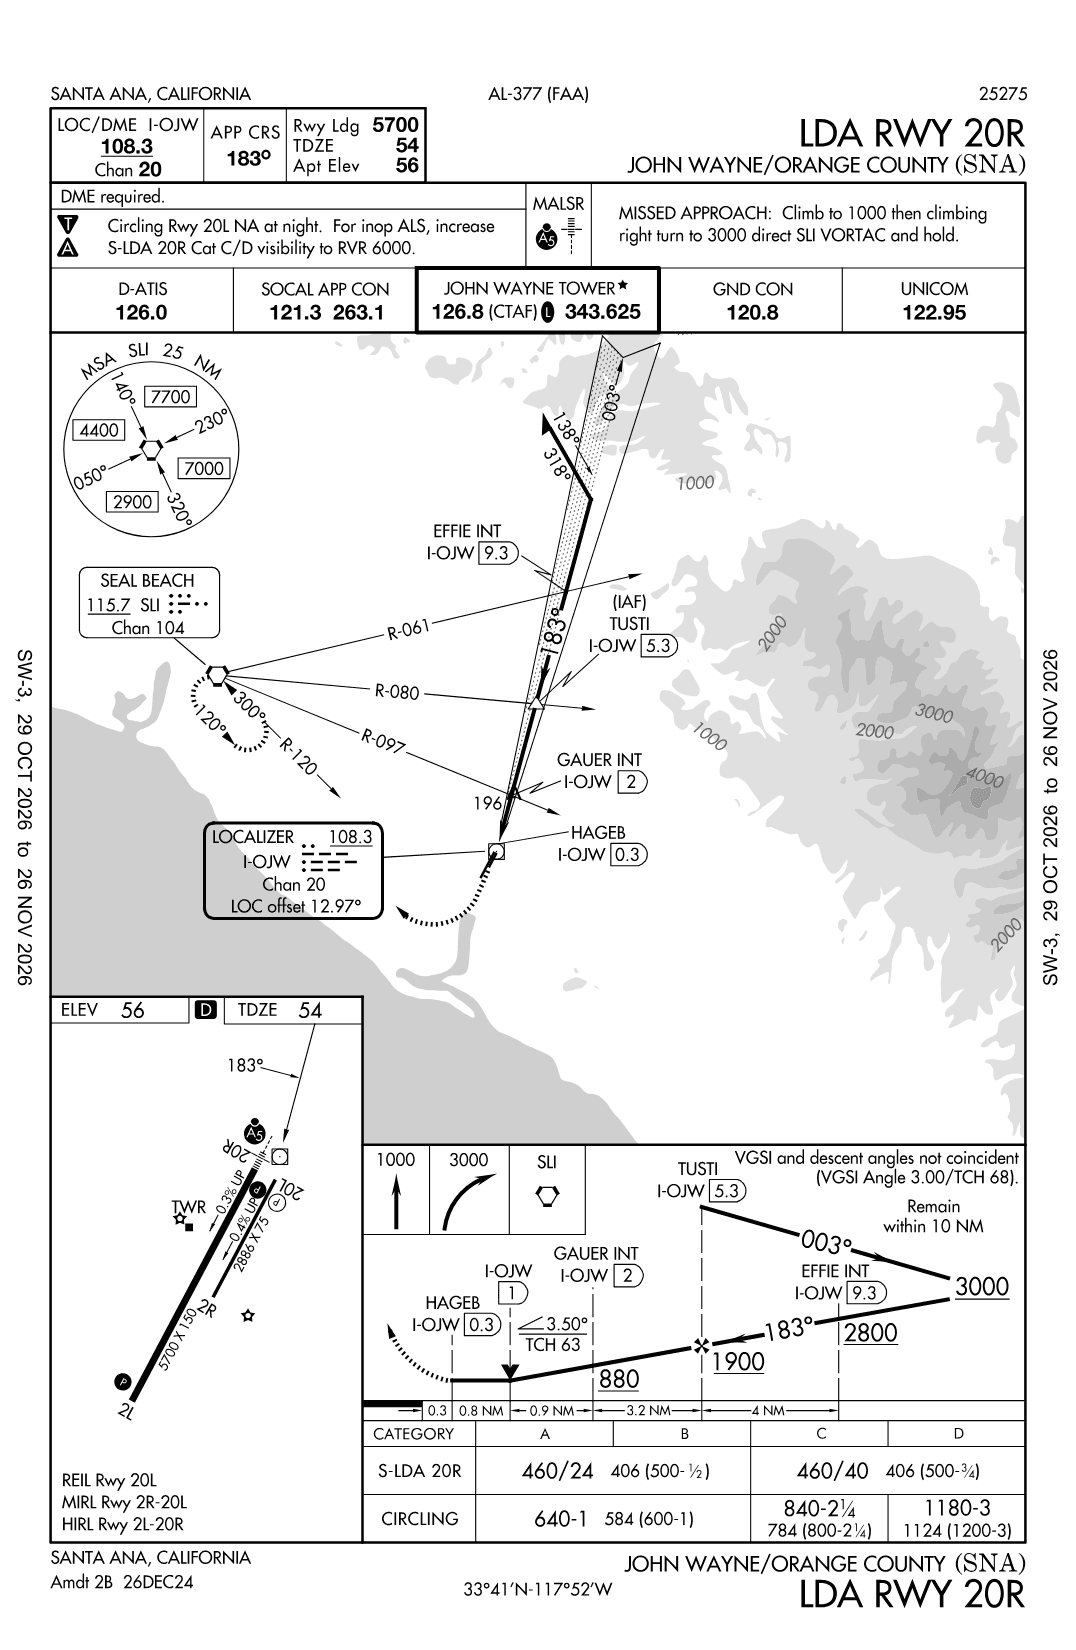 SANTA ANA, CALIFORNIA
AL-377 (FAA)
25275
LOC/DME I-OJW
108.3
Chan 20
APP CRS
183°
Rwy Ldg 5700
TDZE 54
Apt Elev 56
LDA RWY 20R
JOHN WAYNE/ORANGE COUNTY (SNA)
DME required.
T
A
Circling Rwy 20L NA at night. For inop ALS, increase
S-LDA 20R Cat C/D visibility to RVR 6000.
MALSR
A5
MISSED APPROACH: Climb to 1000 then climbing
right turn to 3000 direct SLI VORTAC and hold.
D-ATIS
126.0
SOCAL APP CON
121.3 263.1
JOHN WAYNE TOWER★
126.8 (CTAF) L 343.625
GND CON
120.8
UNICOM
122.95
MSA SLI 25 NM
140°
7700
230°
4400
7000
050°
2900
320°
003°
138°
318°
1000
EFFIE INT
I-OJW 9.3
SEAL BEACH
115.7 SLI
Chan 104
(IAF)
TUSTI
I-OJW 5.3
R-061
183°
2000
R-080
300°
120°
R-097
R-120
3000
2000
1000
4000
GAUER INT
I-OJW 2
196
HAGEB
I-OJW 0.3
LOCALIZER 108.3
I-OJW
Chan 20
LOC offset 12.97°
2000
SW-3, 29 OCT 2026 to 26 NOV 2026
SW-3, 29 OCT 2026 to 26 NOV 2026
ELEV 56
D
TDZE 54
183°
A5
20R
20L
P
P
0.3% UP
TWR
0.4% UP
2886 X 75
2R
5700 X 150
P
2L
REIL Rwy 20L
MIRL Rwy 2R-20L
HIRL Rwy 2L-20R
1000
3000
SLI
VGSI and descent angles not coincident
(VGSI Angle 3.00/TCH 68).
TUSTI
I-OJW 5.3
Remain
within 10 NM
003°
GAUER INT
I-OJW 2
EFFIE INT
I-OJW 9.3
3000
I-OJW
1
HAGEB
I-OJW 0.3
3.50°
TCH 63
183°
2800
1900
880
0.3
0.8 NM
0.9 NM
3.2 NM
4 NM
CATEGORY A B C D
S-LDA 20R 460/24 406 (500-½) 460/40 406 (500-¾)
CIRCLING 640-1 584 (600-1) 840-2¼ 784 (800-2¼) 1180-3 1124 (1200-3)
SANTA ANA, CALIFORNIA
Amdt 2B 26DEC24
33°41'N-117°52'W
JOHN WAYNE/ORANGE COUNTY (SNA)
LDA RWY 20R